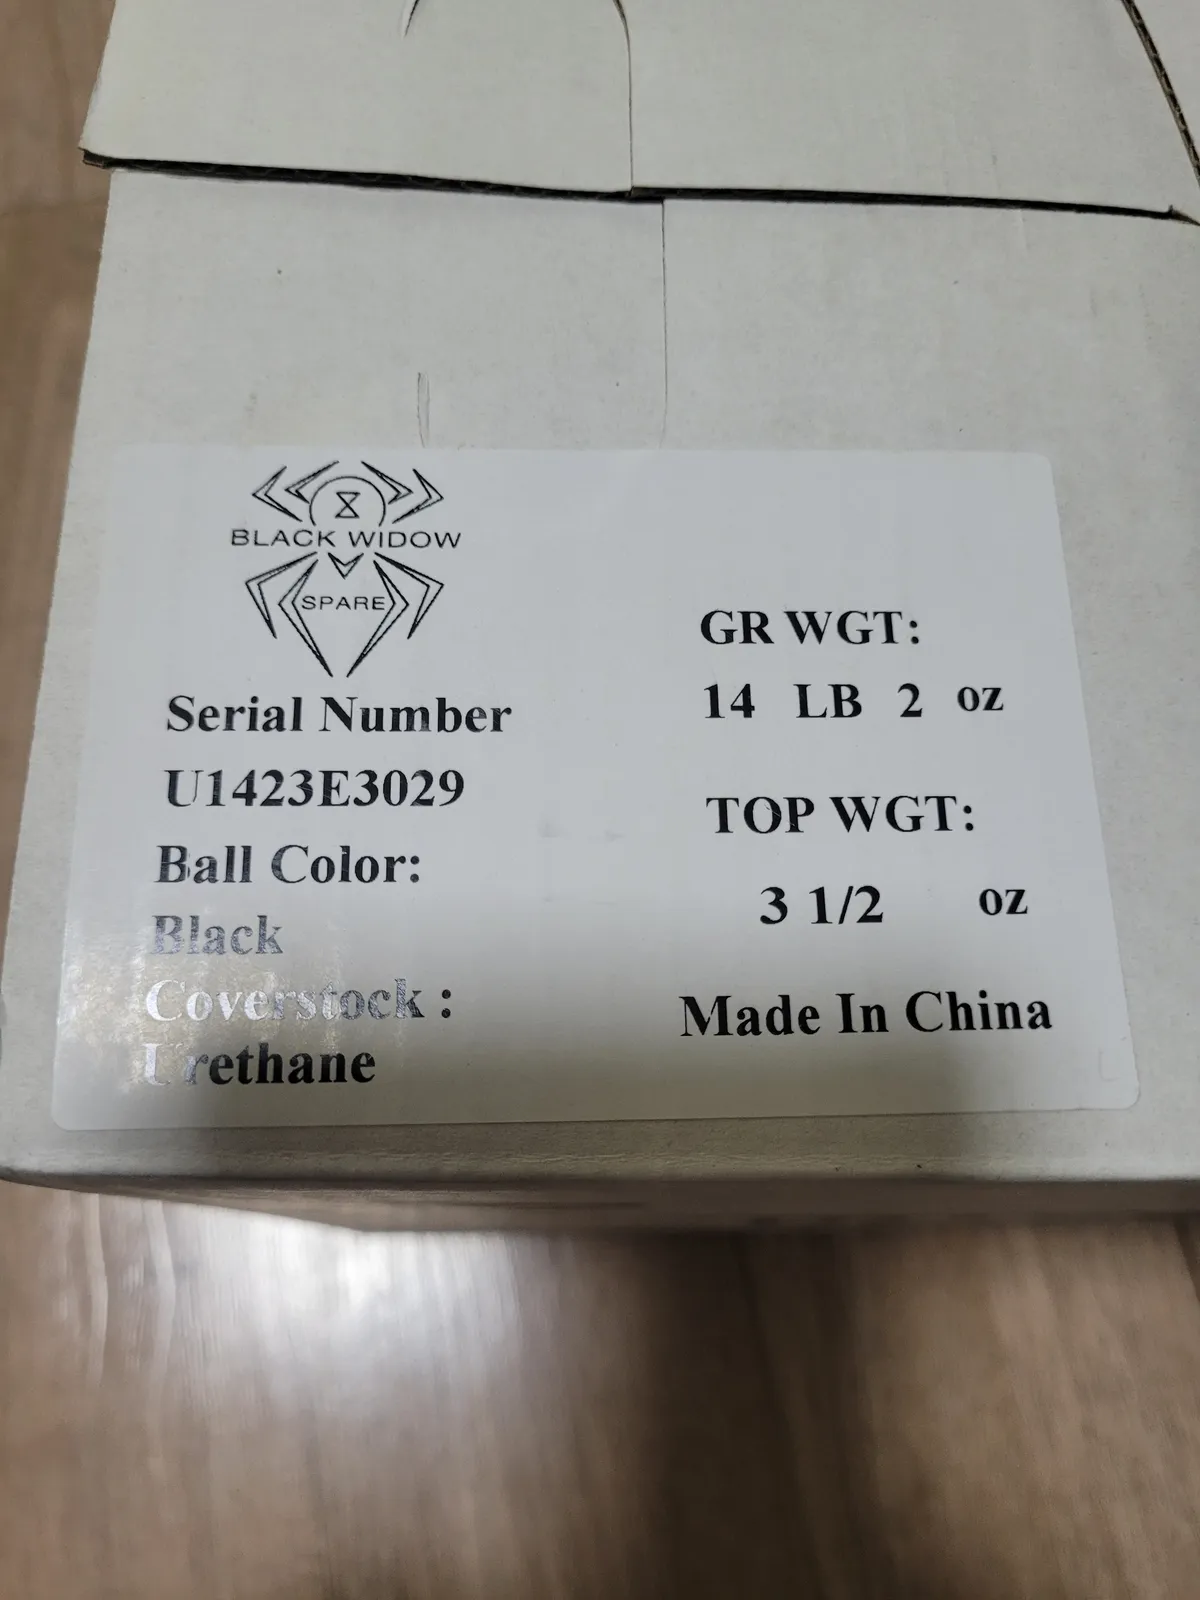 BLACK WIDOW
SPARE
Serial Number
U1423E3029
Ball Color:
Black
Coverstock :
Urethane
GR WGT:
14 LB 2 oz
TOP WGT:
3 1/2 oz
Made In China